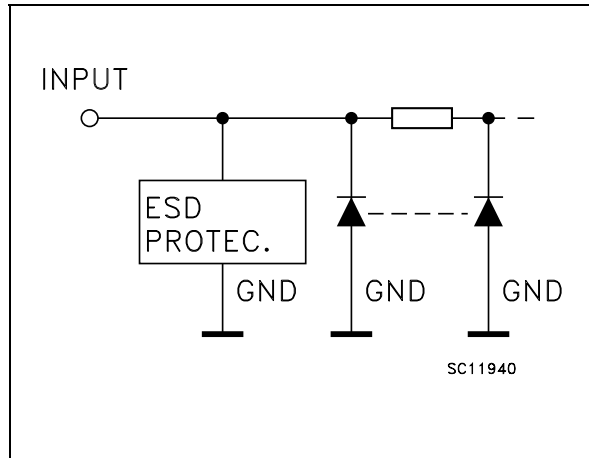 INPUT
ESD
PROTEC.
GND
GND
GND
SC11940